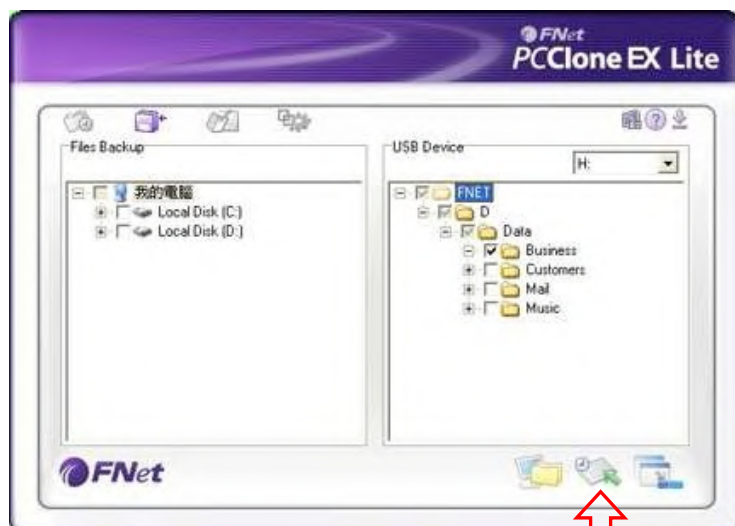 FNet
PCClone EX Lite
Files Backup
USB Device
H:
我的電腦
Local Disk (C:)
Local Disk (D:)
FNET
D
Data
Business
Customers
Mail
Music
FNet